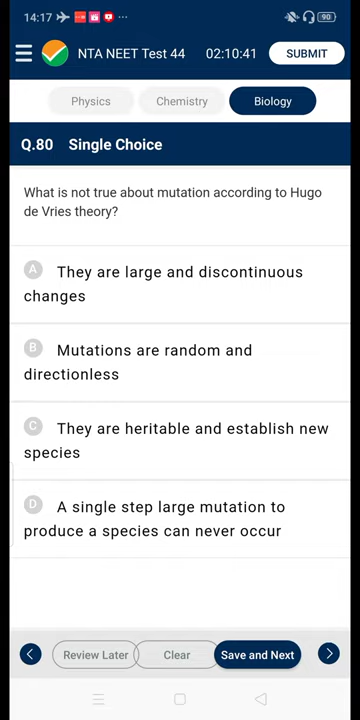 14:17
90
NTA NEET Test 44 02:10:41 SUBMIT
Physics Chemistry Biology
Q.80 Single Choice
What is not true about mutation according to Hugo
de Vries theory?
A They are large and discontinuous
changes
B Mutations are random and
directionless
C They are heritable and establish new
species
D A single step large mutation to
produce a species can never occur
Review Later Clear Save and Next